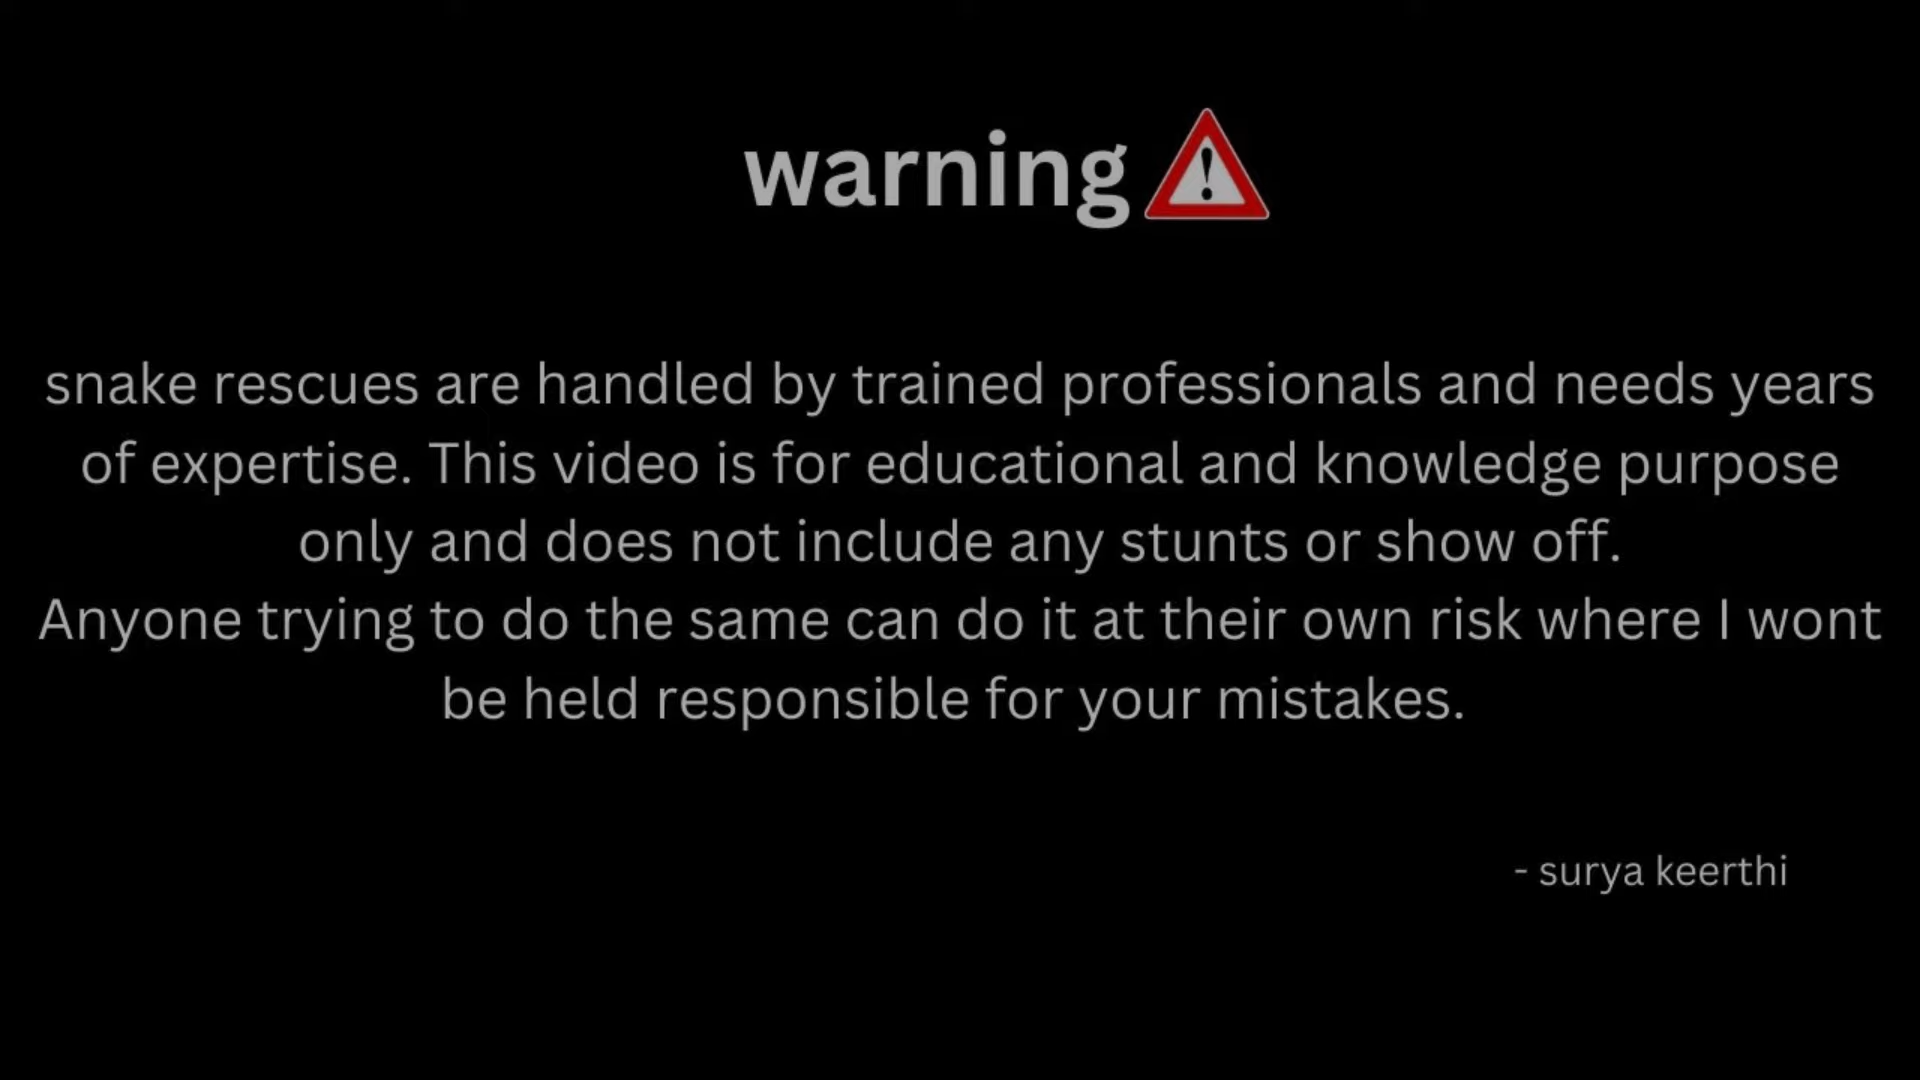 warning
snake rescues are handled by trained professionals and needs years
of expertise. This video is for educational and knowledge purpose
only and does not include any stunts or show off.
Anyone trying to do the same can do it at their own risk where I wont
be held responsible for your mistakes.
- surya keerthi